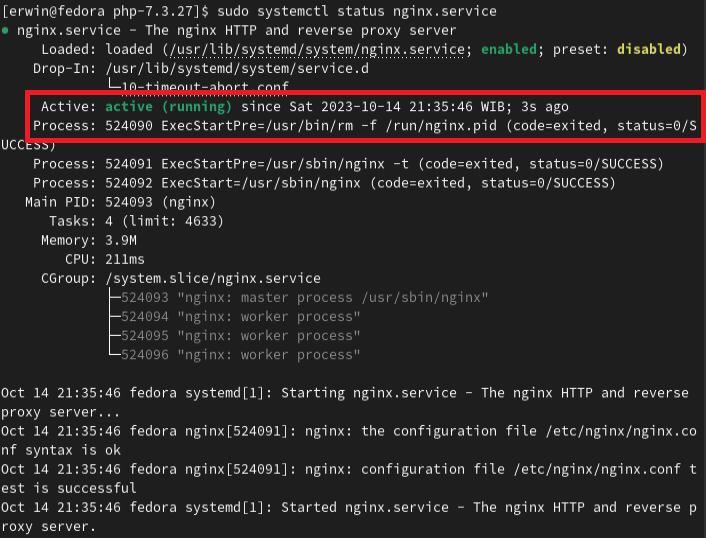 [erwin@fedora php-7.3.27]$ sudo systemctl status nginx.service
● nginx.service - The nginx HTTP and reverse proxy server
Loaded: loaded (/usr/lib/systemd/system/nginx.service; enabled; preset: disabled)
Drop-In: /usr/lib/systemd/system/service.d
└─10-timeout-abort.conf
Active: active (running) since Sat 2023-10-14 21:35:46 WIB; 3s ago
Process: 524090 ExecStartPre=/usr/bin/rm -f /run/nginx.pid (code=exited, status=0/S
UCCESS)
Process: 524091 ExecStartPre=/usr/sbin/nginx -t (code=exited, status=0/SUCCESS)
Process: 524092 ExecStart=/usr/sbin/nginx (code=exited, status=0/SUCCESS)
Main PID: 524093 (nginx)
Tasks: 4 (limit: 4633)
Memory: 3.9M
CPU: 211ms
CGroup: /system.slice/nginx.service
├─524093 "nginx: master process /usr/sbin/nginx"
├─524094 "nginx: worker process"
├─524095 "nginx: worker process"
└─524096 "nginx: worker process"
Oct 14 21:35:46 fedora systemd[1]: Starting nginx.service - The nginx HTTP and reverse
proxy server...
Oct 14 21:35:46 fedora nginx[524091]: nginx: the configuration file /etc/nginx/nginx.co
nf syntax is ok
Oct 14 21:35:46 fedora nginx[524091]: nginx: configuration file /etc/nginx/nginx.conf t
est is successful
Oct 14 21:35:46 fedora systemd[1]: Started nginx.service - The nginx HTTP and reverse p
roxy server.